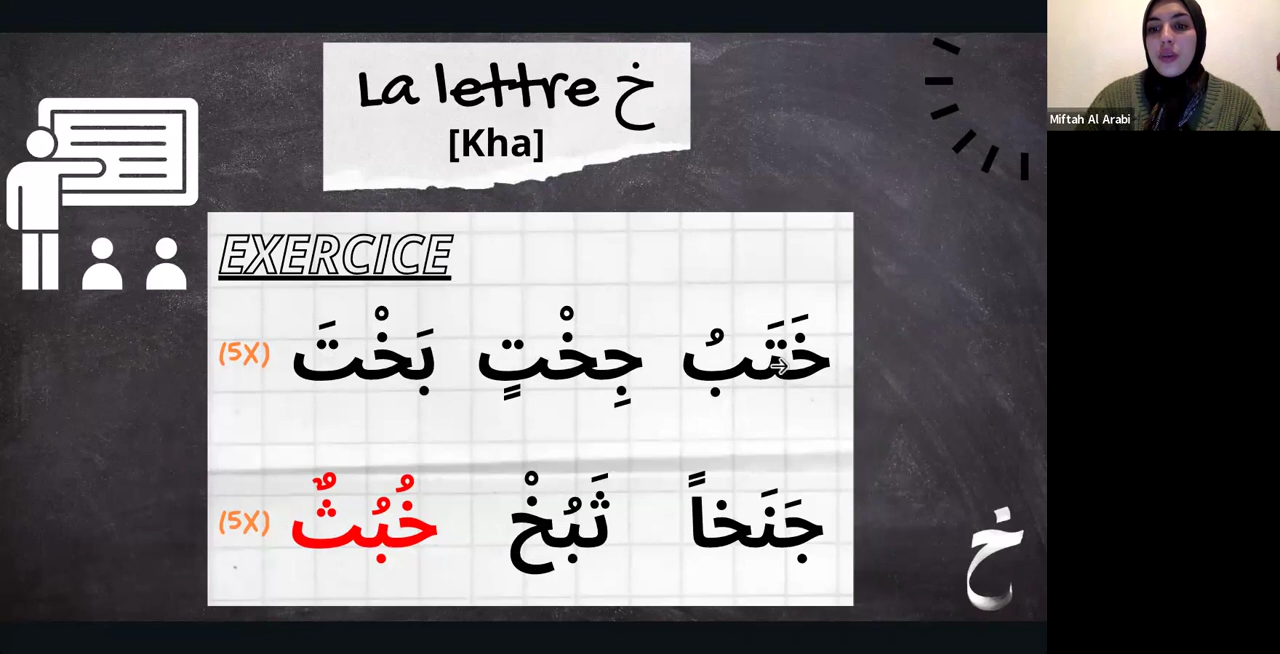 La lettre خ
[Kha]
Miftah Al Arabi
EXERCICE
خَتَبُ جِخْتٍ بَخْتَ (5X)
جَنَخاً ثَبُخْ خُبُثٌ (5X)
خ